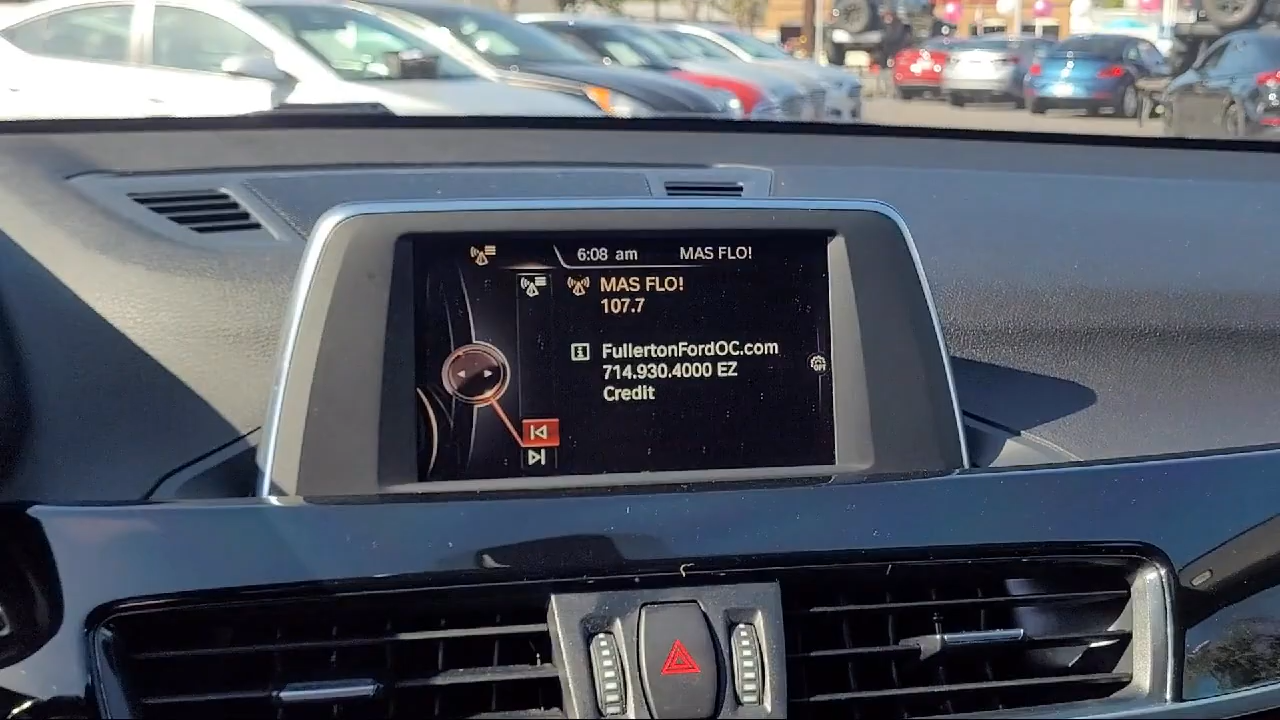 6:08 am MAS FLO!
MAS FLO!
107.7
FullertonFordOC.com
714.930.4000 EZ
Credit